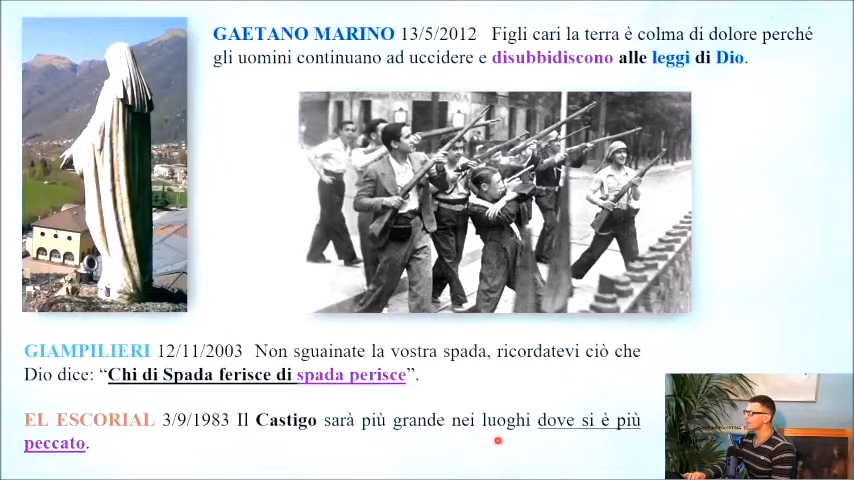 GAETANO MARINO 13/5/2012 Figli cari la terra è colma di dolore perché
gli uomini continuano ad uccidere e disubbidiscono alle leggi di Dio.
GIAMPILIERI 12/11/2003 Non sguainate la vostra spada, ricordatevi ciò che
Dio dice: “Chi di Spada ferisce di spada perisce”.
EL ESCORIAL 3/9/1983 Il Castigo sarà più grande nei luoghi dove si è più
peccato.